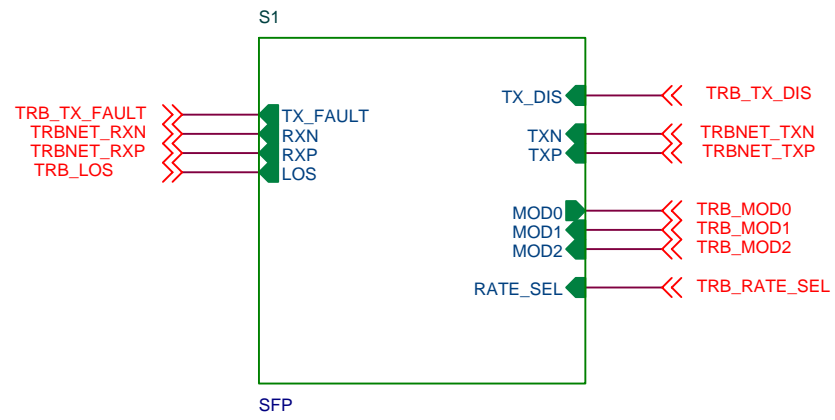 S1
TRB_TX_FAULT
TRBNET_RXN
TRBNET_RXP
TRB_LOS
TX_FAULT
RXN
RXP
LOS
TX_DIS
TXN
TXP
MOD0
MOD1
MOD2
RATE_SEL
TRB_TX_DIS
TRBNET_TXN
TRBNET_TXP
TRB_MOD0
TRB_MOD1
TRB_MOD2
TRB_RATE_SEL
SFP